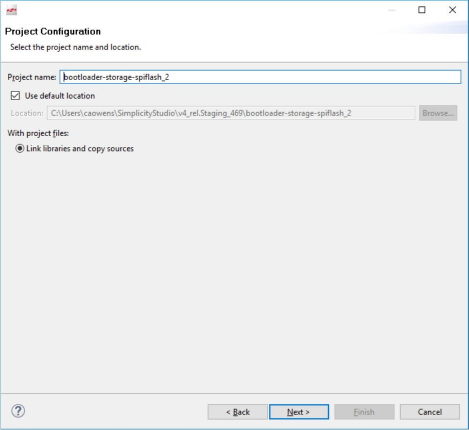 Project Configuration
Select the project name and location.
Project name: bootloader-storage-spiflash_2
Use default location
Location: C:\Users\caowens\SimplicityStudio\v4_rel.Staging_469\bootloader-storage-spiflash_2 Browse...
With project files:
Link libraries and copy sources
? < Back Next > Finish Cancel